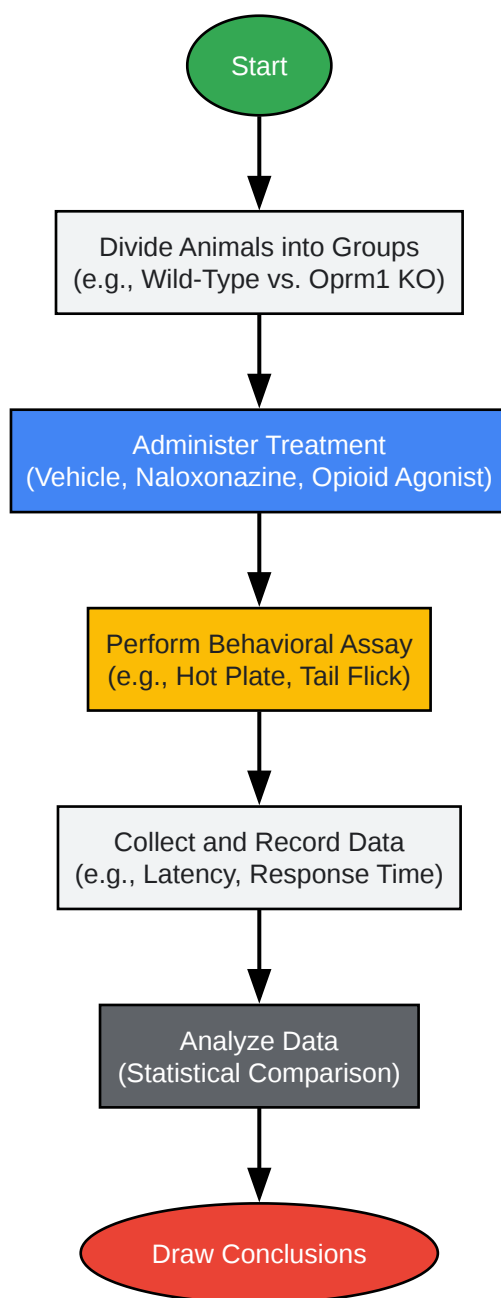 Start
Divide Animals into Groups
(e.g., Wild-Type vs. Oprm1 KO)
Administer Treatment
(Vehicle, Naloxonazine, Opioid Agonist)
Perform Behavioral Assay
(e.g., Hot Plate, Tail Flick)
Collect and Record Data
(e.g., Latency, Response Time)
Analyze Data
(Statistical Comparison)
Draw Conclusions